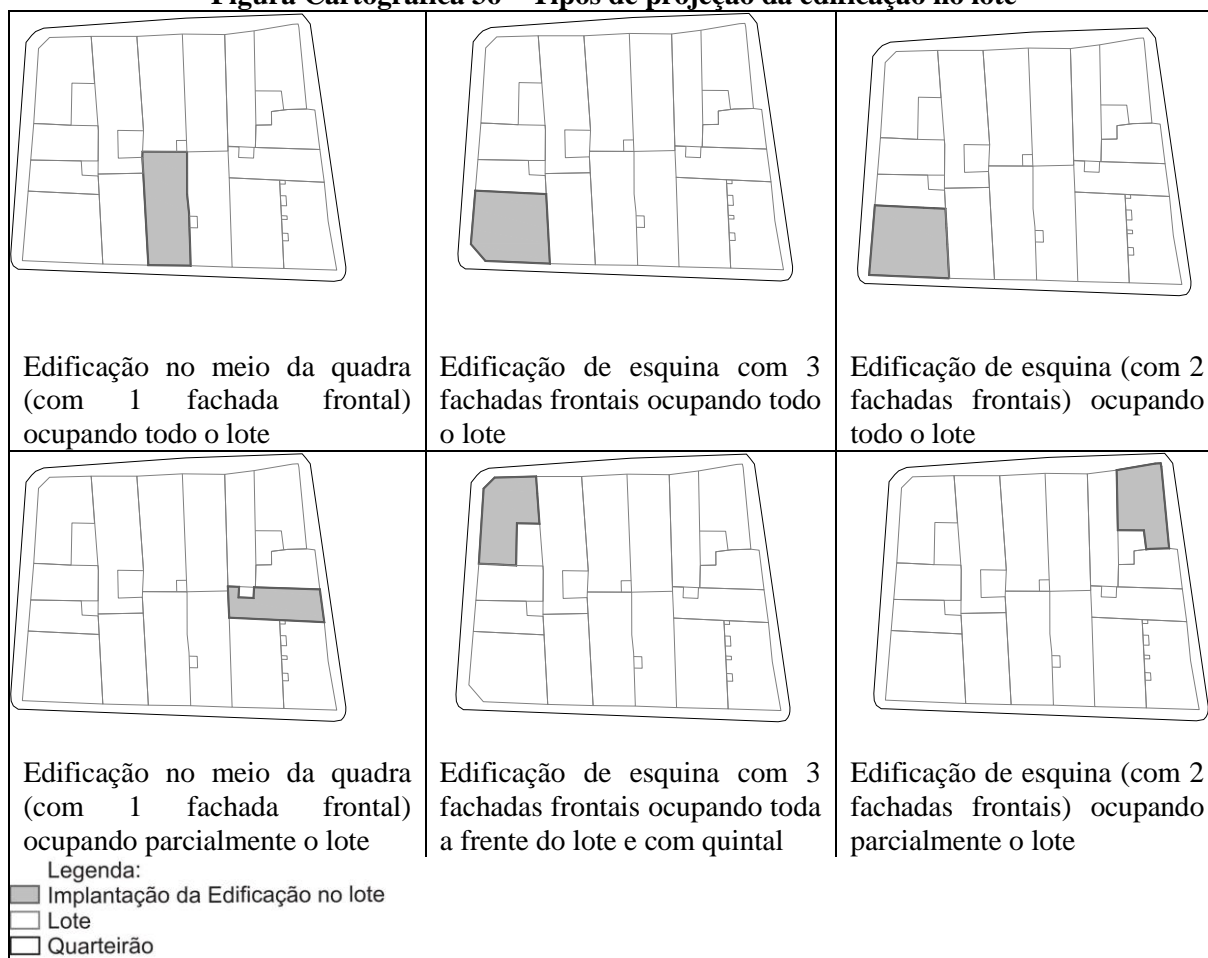 Figura Cartográfica 36 – Tipos de projeção da edificação no lote
Edificação no meio da quadra
(com 1 fachada frontal)
ocupando todo o lote
Edificação de esquina com 3
fachadas frontais ocupando todo
o lote
Edificação de esquina (com 2
fachadas frontais) ocupando
todo o lote
Edificação no meio da quadra
(com 1 fachada frontal)
ocupando parcialmente o lote
Edificação de esquina com 3
fachadas frontais ocupando toda
a frente do lote e com quintal
Edificação de esquina (com 2
fachadas frontais) ocupando
parcialmente o lote
Legenda:
Implantação da Edificação no lote
Lote
Quarteirão